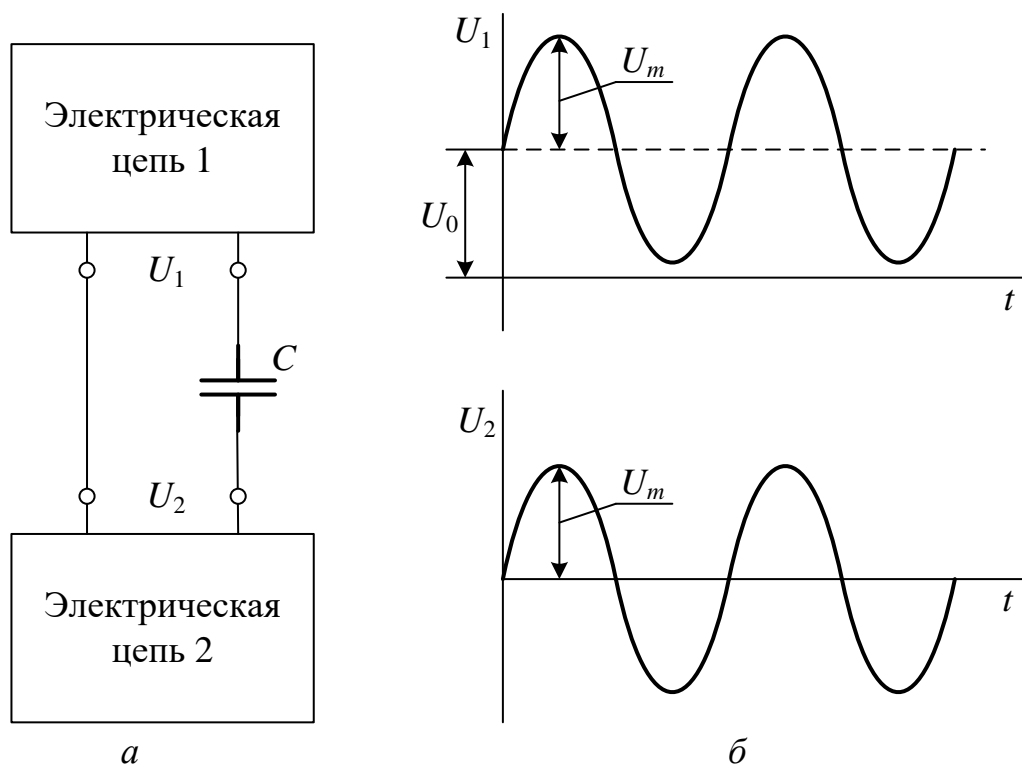 Электрическая
цепь 1
U₁
C
U₂
Электрическая
цепь 2
а
U₁
Uₘ
U₀
t
U₂
Uₘ
t
б